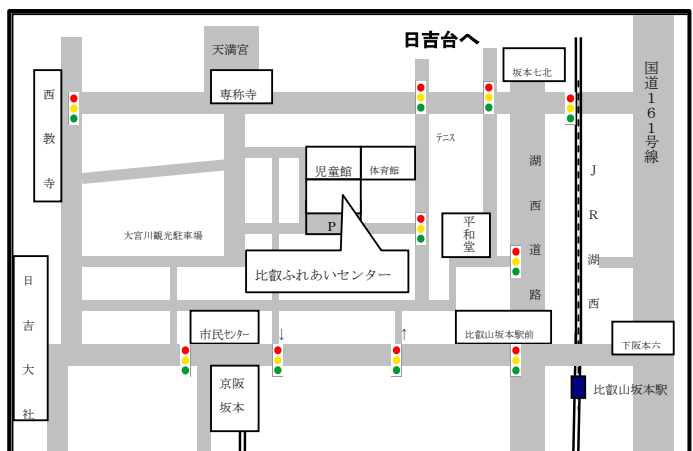 日吉台へ
天満宮
坂本七北
国道161号線
西教寺
専称寺
テニス
児童館
体育館
湖西道路
JR湖西
P
平和堂
大宮川観光駐車場
比叡ふれあいセンター
日吉大社
市民センター
↓
↑
比叡山坂本駅前
下阪本六
京阪
坂本
比叡山坂本駅